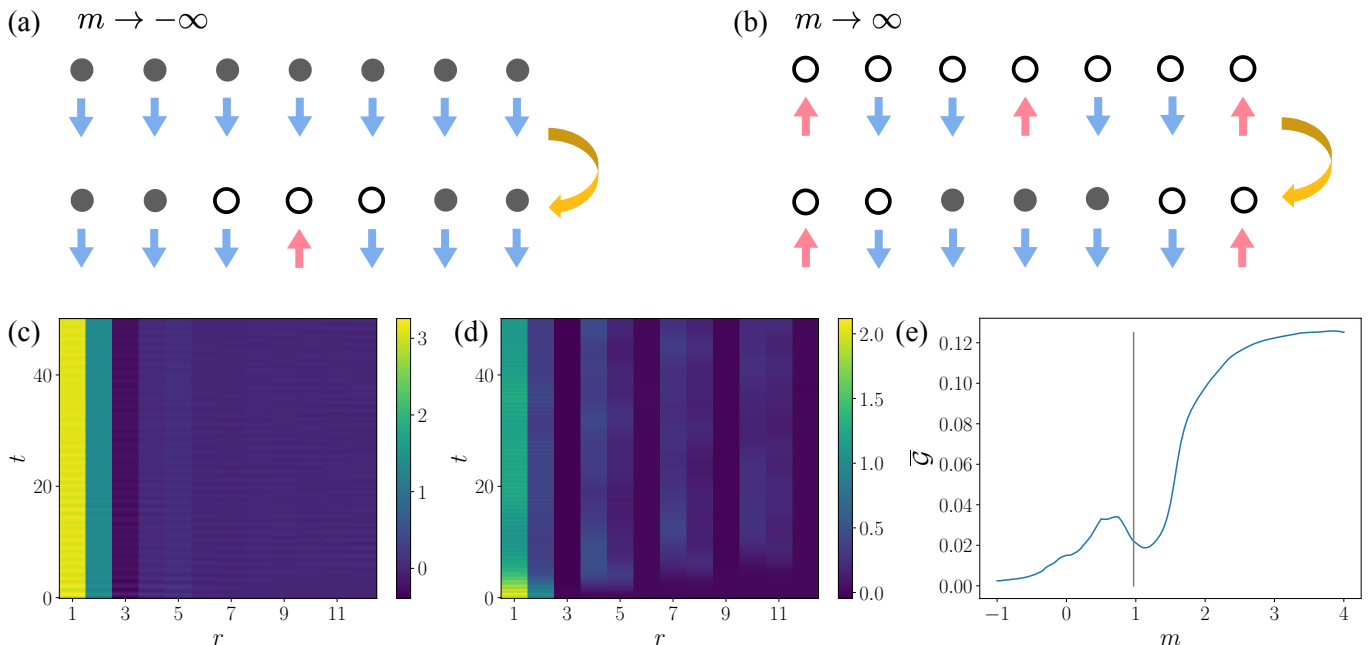 (a) m → −∞
(b) m → ∞
(c)
40
20
0
t
1 3 5 7 9 11
r
3
2
1
0
(d)
40
20
0
t
1 3 5 7 9 11
r
2.0
1.5
1.0
0.5
0.0
(e)
0.12
0.10
0.08
0.06
0.04
0.02
0.00
𝒢̅
−1 0 1 2 3 4
m